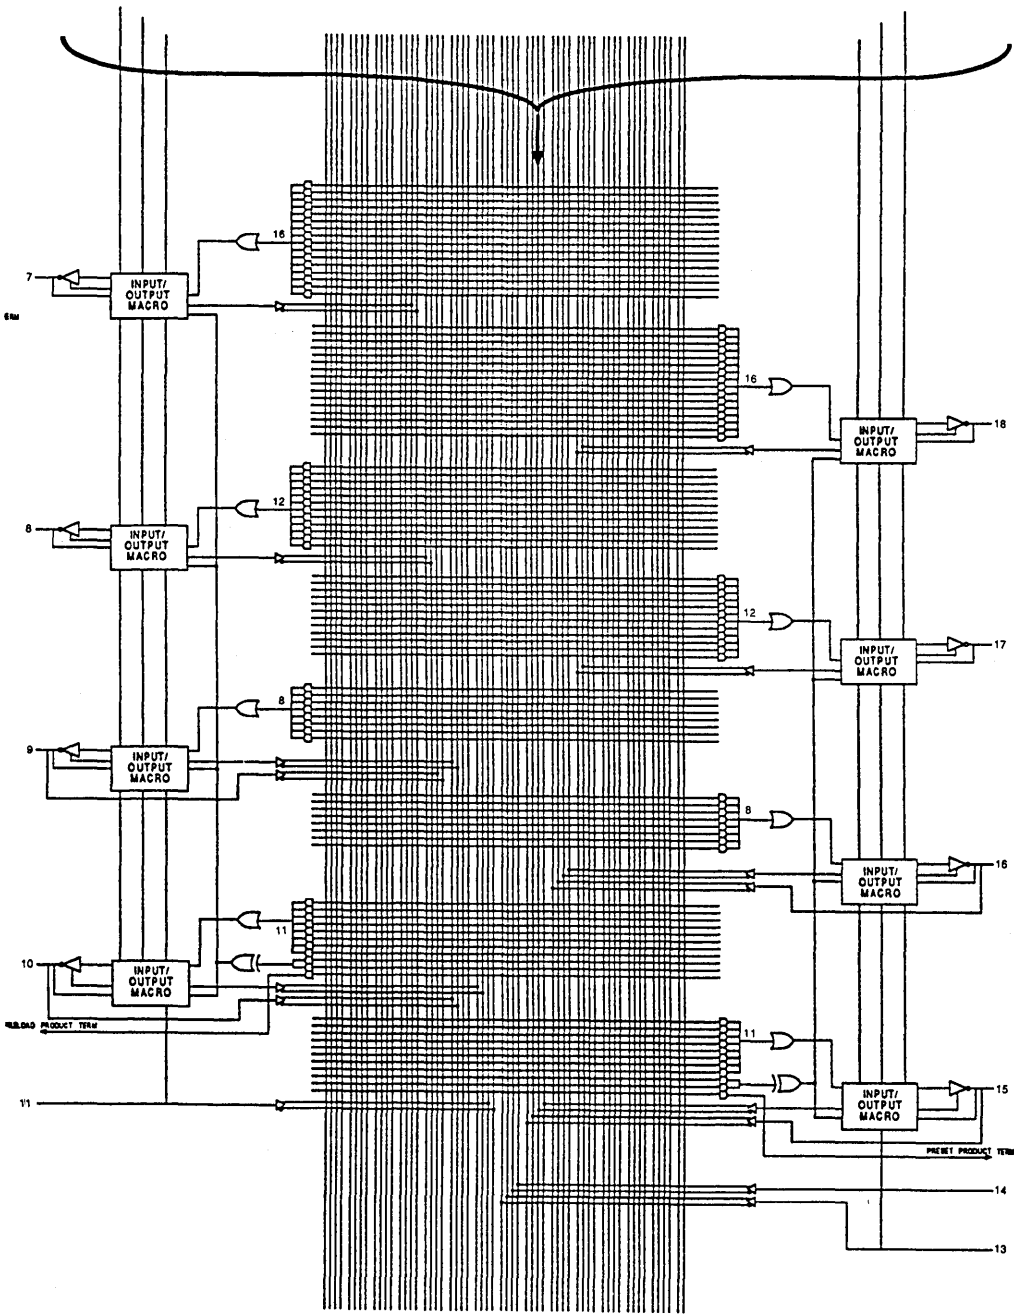 16
7
INPUT/
OUTPUT
MACRO
16
18
INPUT/
OUTPUT
MACRO
12
8
INPUT/
OUTPUT
MACRO
12
17
INPUT/
OUTPUT
MACRO
8
9
INPUT/
OUTPUT
MACRO
8
16
INPUT/
OUTPUT
MACRO
11
10
INPUT/
OUTPUT
MACRO
PRODUCT TERM
11
15
INPUT/
OUTPUT
MACRO
PRESET PRODUCT TERM
14
13